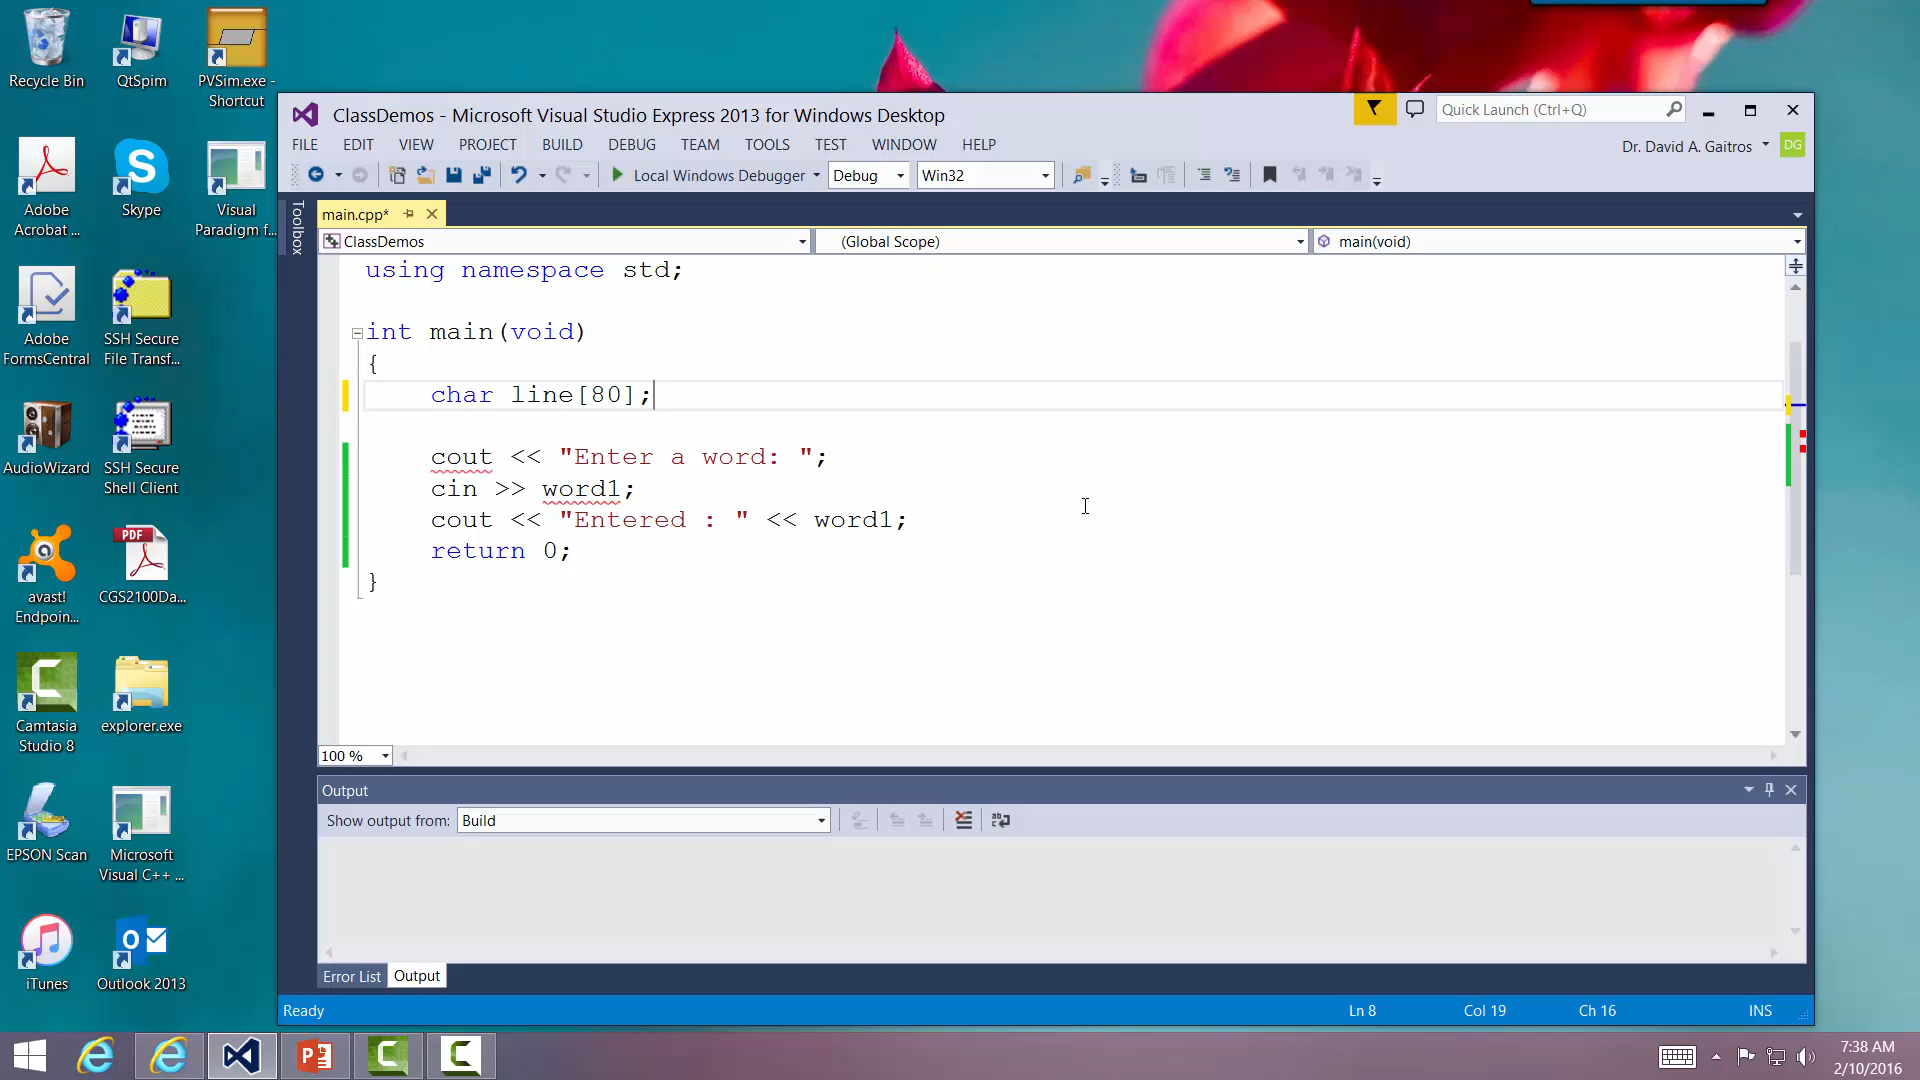 Recycle Bin
QtSpim
PVSim.exe -
Shortcut
Adobe
Acrobat ...
Skype
Visual
Paradigm f...
Adobe
FormsCentral
SSH Secure
File Transf...
AudioWizard
SSH Secure
Shell Client
avast!
Endpoin...
PDF
CGS2100Da...
Camtasia
Studio 8
explorer.exe
EPSON Scan
Microsoft
Visual C++ ...
iTunes
Outlook 2013
ClassDemos - Microsoft Visual Studio Express 2013 for Windows Desktop
Quick Launch (Ctrl+Q)
FILE EDIT VIEW PROJECT BUILD DEBUG TEAM TOOLS TEST WINDOW HELP
Dr. David A. Gaitros DG
Local Windows Debugger Debug Win32
Toolbox
main.cpp*
ClassDemos (Global Scope) main(void)
using namespace std;
int main(void)
{
char line[80];
cout << "Enter a word: ";
cin >> word1;
cout << "Entered : " << word1;
return 0;
}
100 %
Output
Show output from: Build
Error List Output
Ready Ln 8 Col 19 Ch 16 INS
7:38 AM
2/10/2016